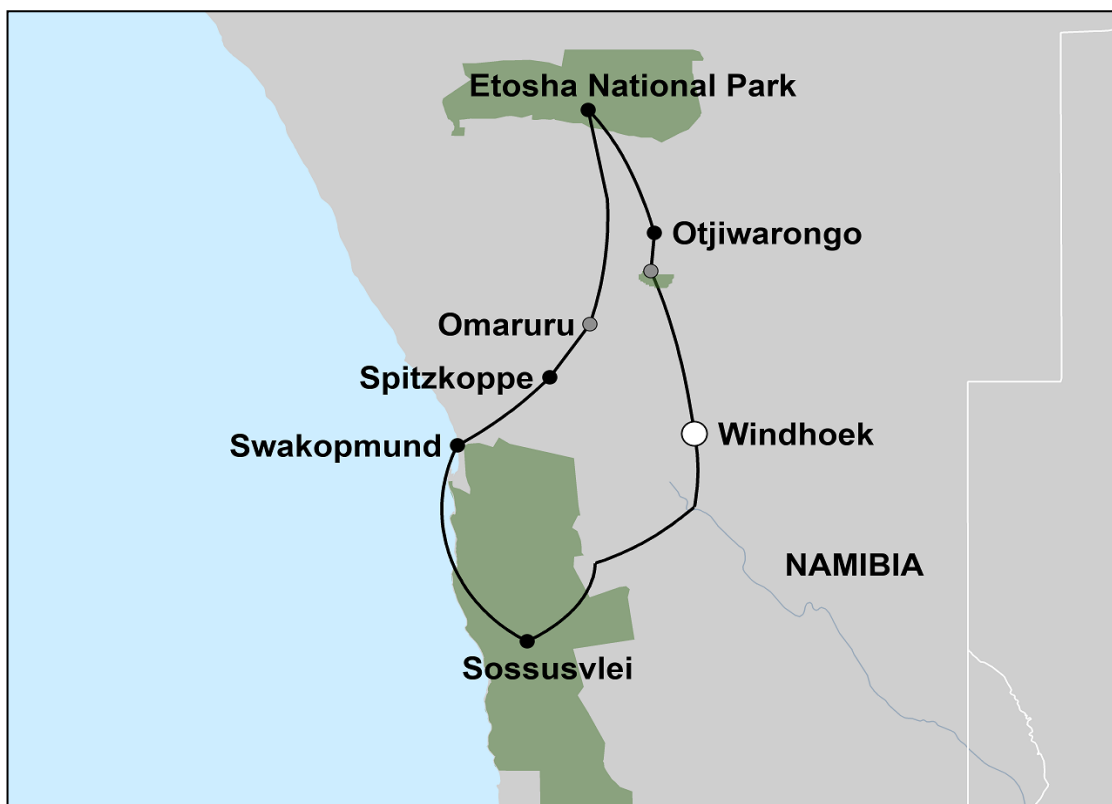 Etosha National Park
Otjiwarongo
Omaruru
Spitzkoppe
Swakopmund
Windhoek
NAMIBIA
Sossusvlei